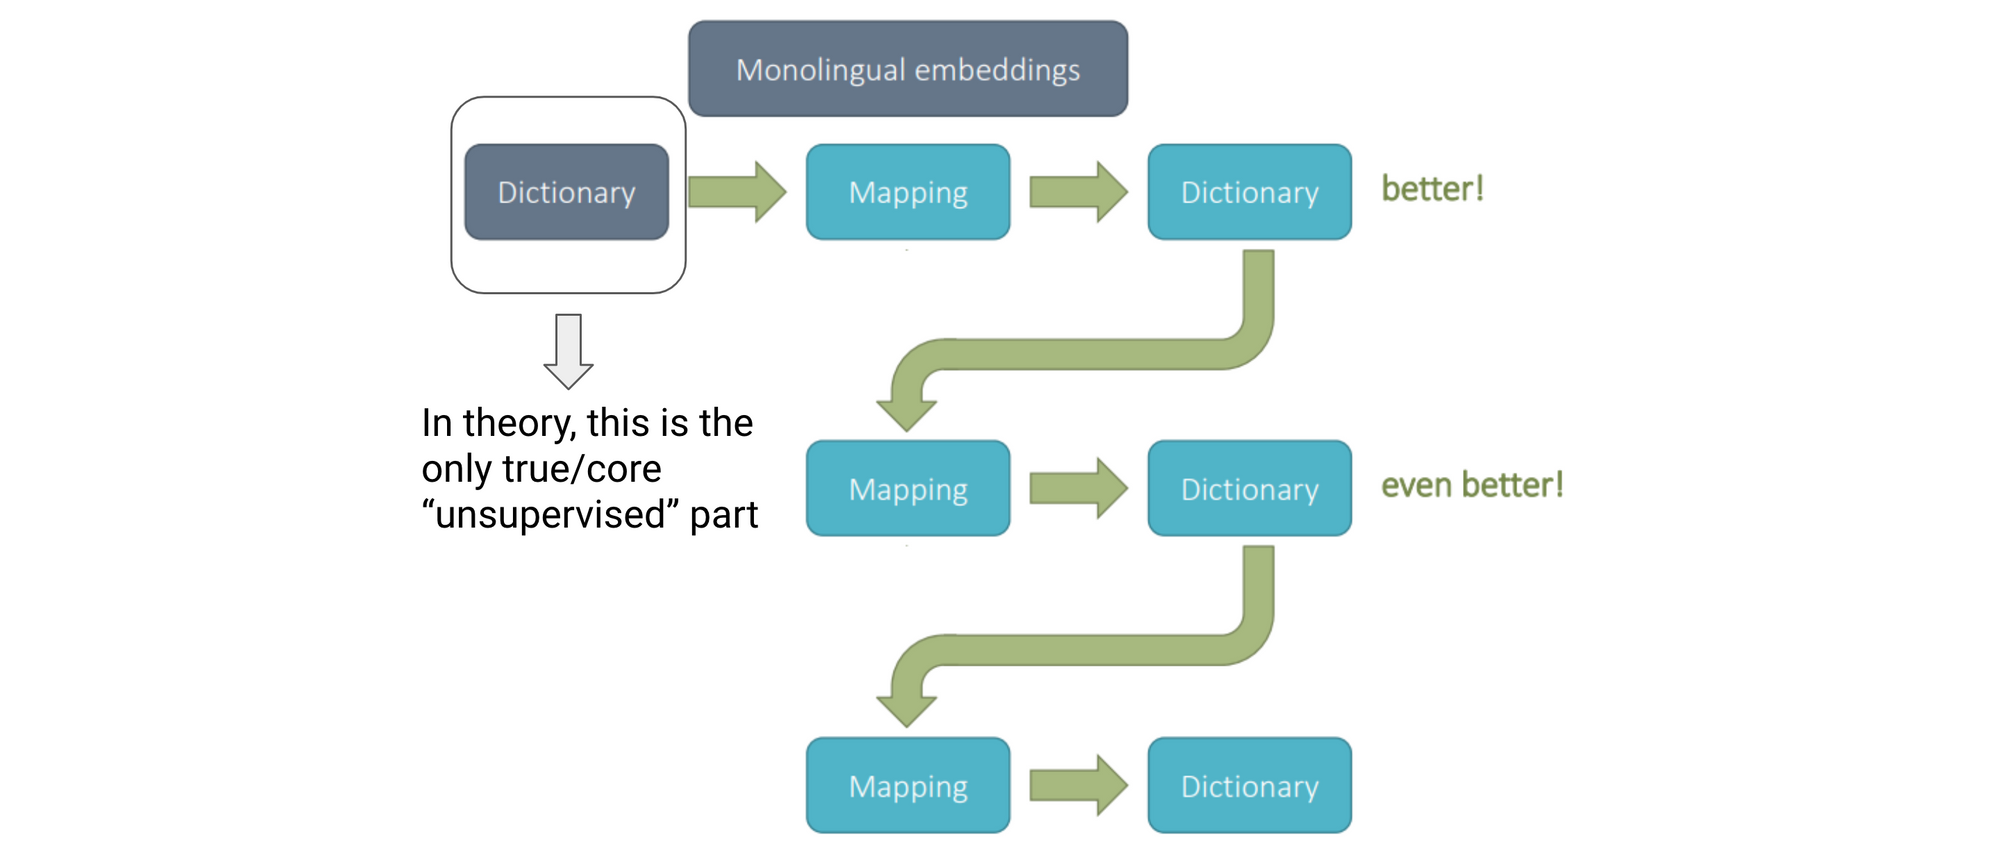 Monolingual embeddings
Dictionary
Mapping
Dictionary
better!
In theory, this is the
only true/core
“unsupervised” part
Mapping
Dictionary
even better!
Mapping
Dictionary